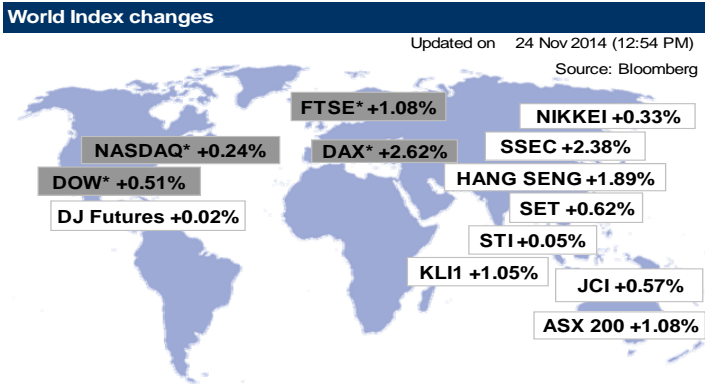 World Index changes
Updated on 24 Nov 2014 (12:54 PM)
Source: Bloomberg
FTSE* +1.08%
NIKKEI +0.33%
NASDAQ* +0.24%
DAX* +2.62%
SSEC +2.38%
DOW* +0.51%
HANG SENG +1.89%
DJ Futures +0.02%
SET +0.62%
STI +0.05%
KLI1 +1.05%
JCI +0.57%
ASX 200 +1.08%